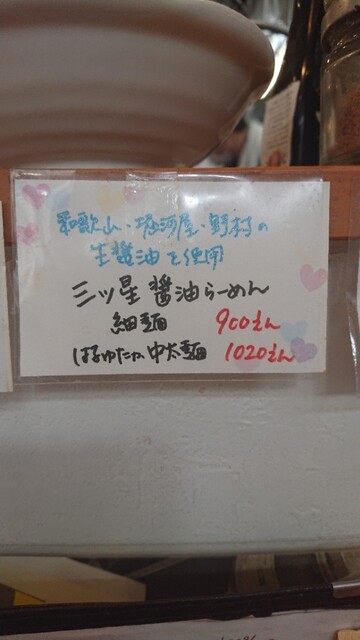 和歌山、堀河屋・野村の
生醤油を使用
三ツ星醤油らーめん
細麺 900えん
はるゆたか中太麺 1020えん